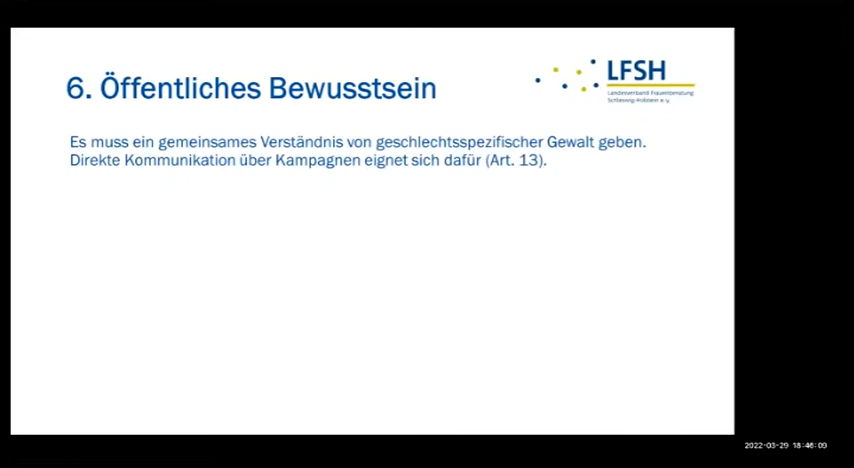 6. Öffentliches Bewusstsein
LFSH
Landesverband Frauenberatung
Schleswig-Holstein e.V.
Es muss ein gemeinsames Verständnis von geschlechtsspezifischer Gewalt geben.
Direkte Kommunikation über Kampagnen eignet sich dafür (Art. 13).
2022-03-29 18:46:09